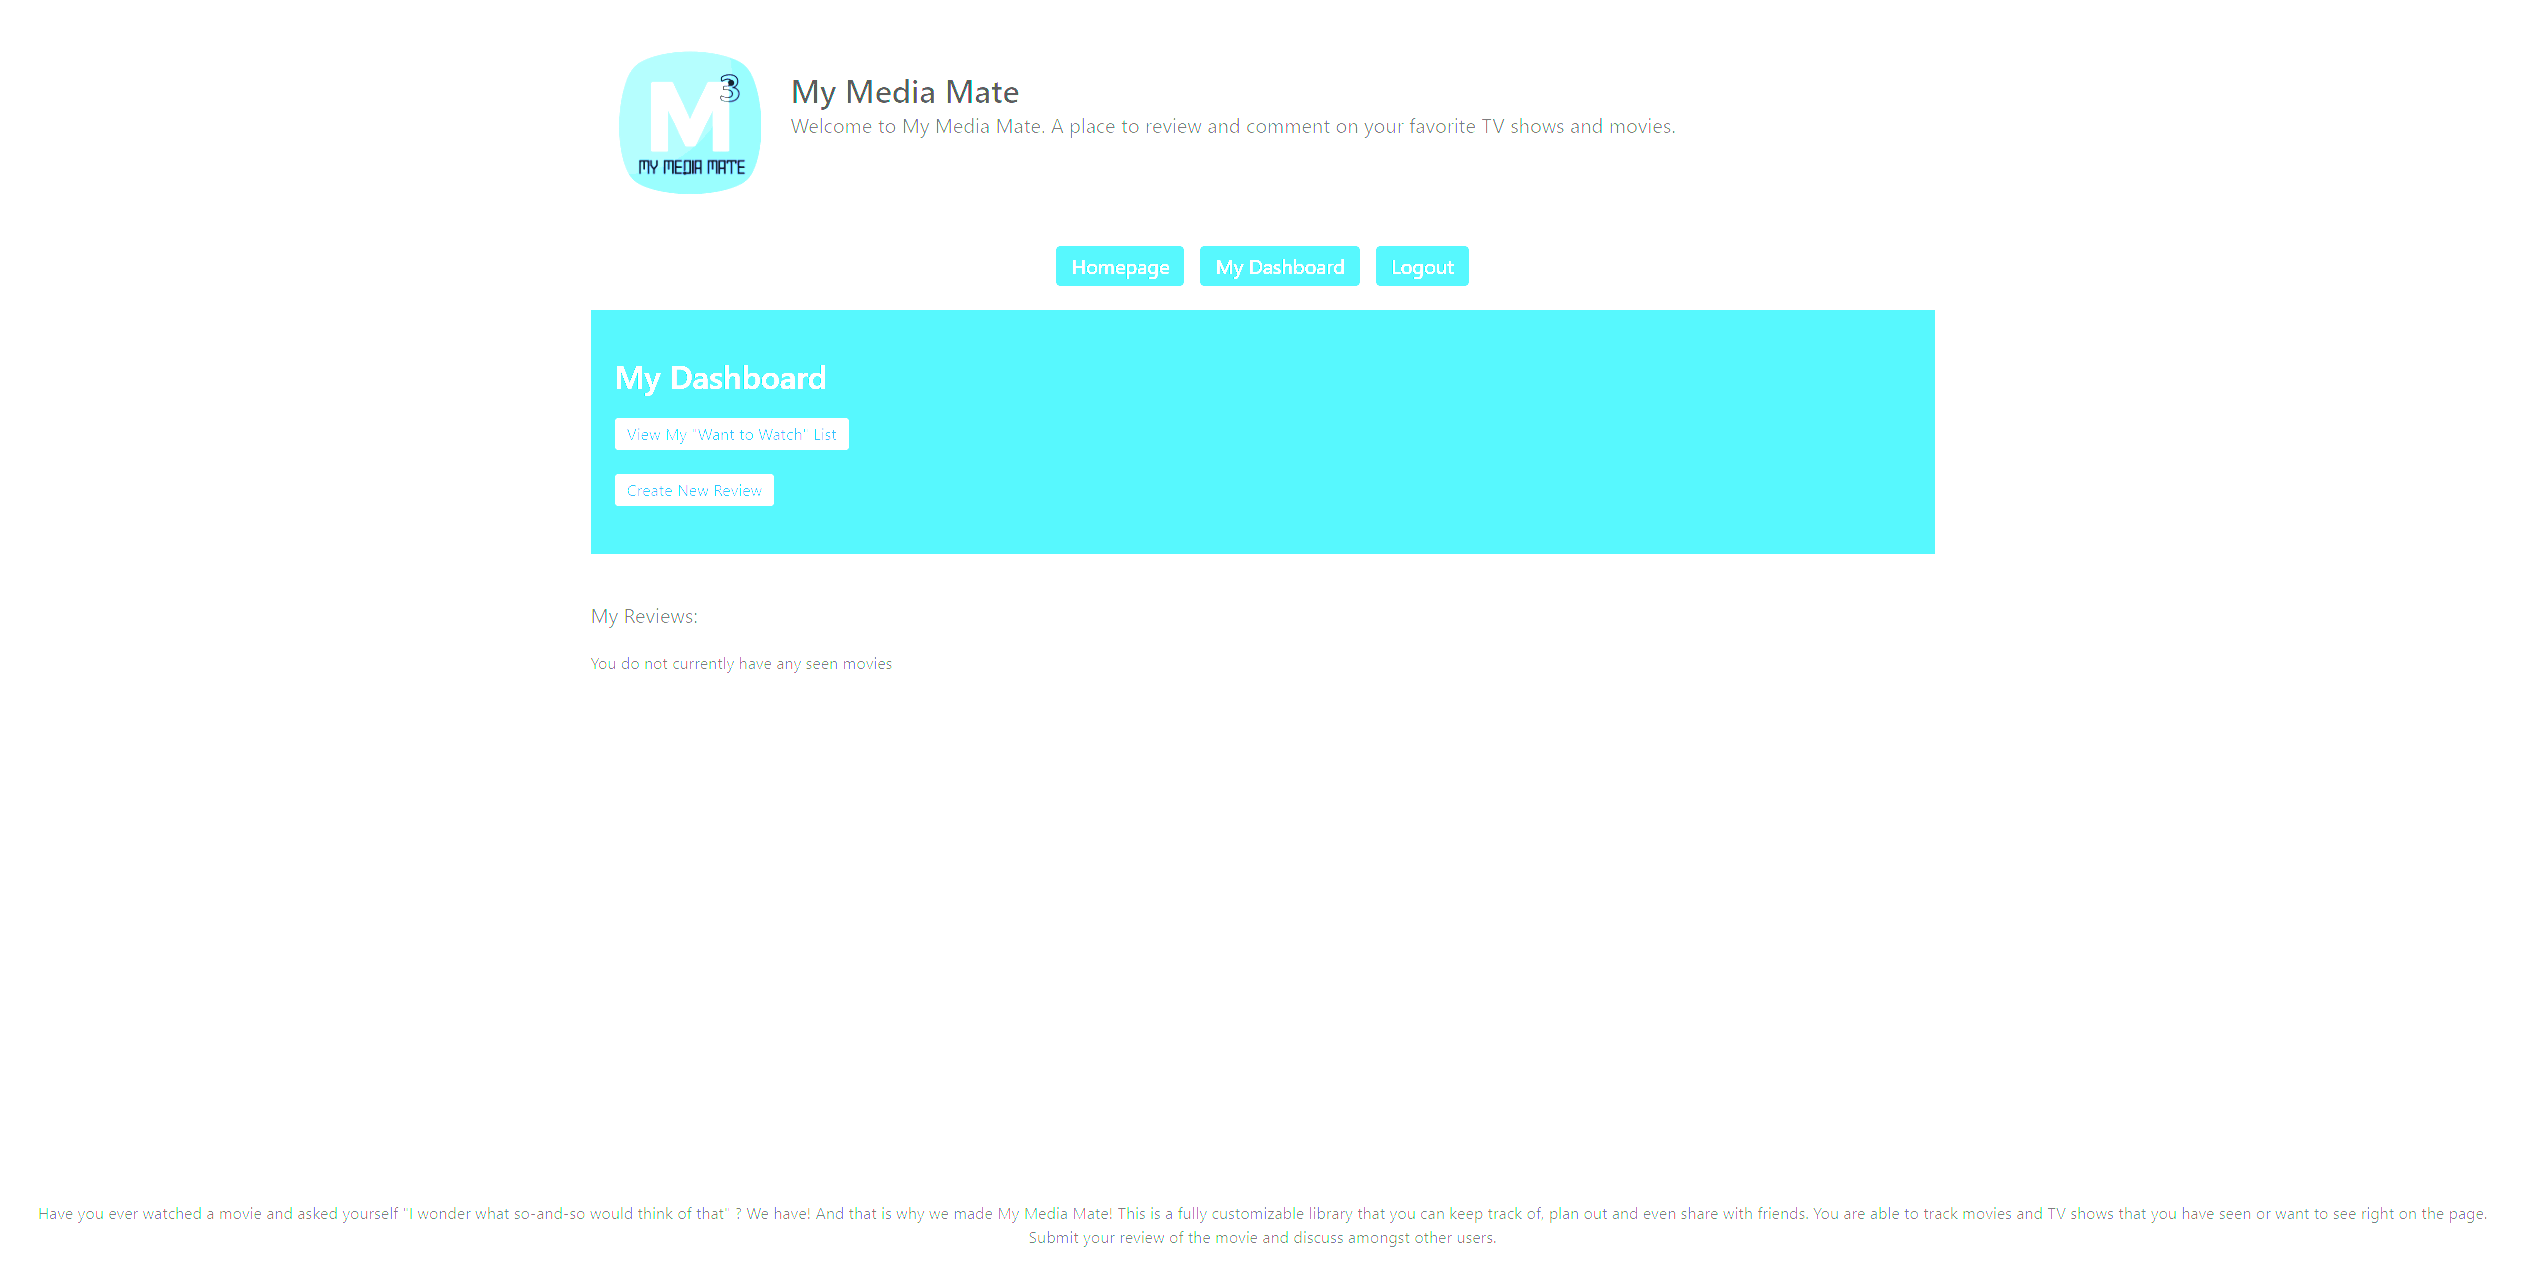 M3
MY MEDIA MATE
My Media Mate
Welcome to My Media Mate. A place to review and comment on your favorite TV shows and movies.
Homepage My Dashboard Logout
My Dashboard
View My "Want to Watch" List
Create New Review
My Reviews:
You do not currently have any seen movies
Have you ever watched a movie and asked yourself "I wonder what so-and-so would think of that" ? We have! And that is why we made My Media Mate! This is a fully customizable library that you can keep track of, plan out and even share with friends. You are able to track movies and TV shows that you have seen or want to see right on the page.
Submit your review of the movie and discuss amongst other users.